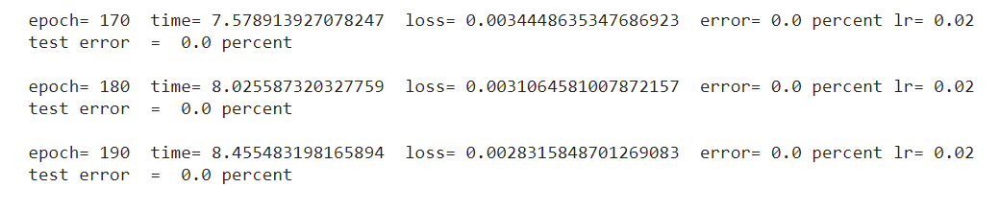 epoch= 170  time= 7.578913927078247  loss= 0.0034448635347686923  error= 0.0 percent lr= 0.02
test error  =  0.0 percent
epoch= 180  time= 8.025587320327759  loss= 0.0031064581007872157  error= 0.0 percent lr= 0.02
test error  =  0.0 percent
epoch= 190  time= 8.455483198165894  loss= 0.0028315848701269083  error= 0.0 percent lr= 0.02
test error  =  0.0 percent